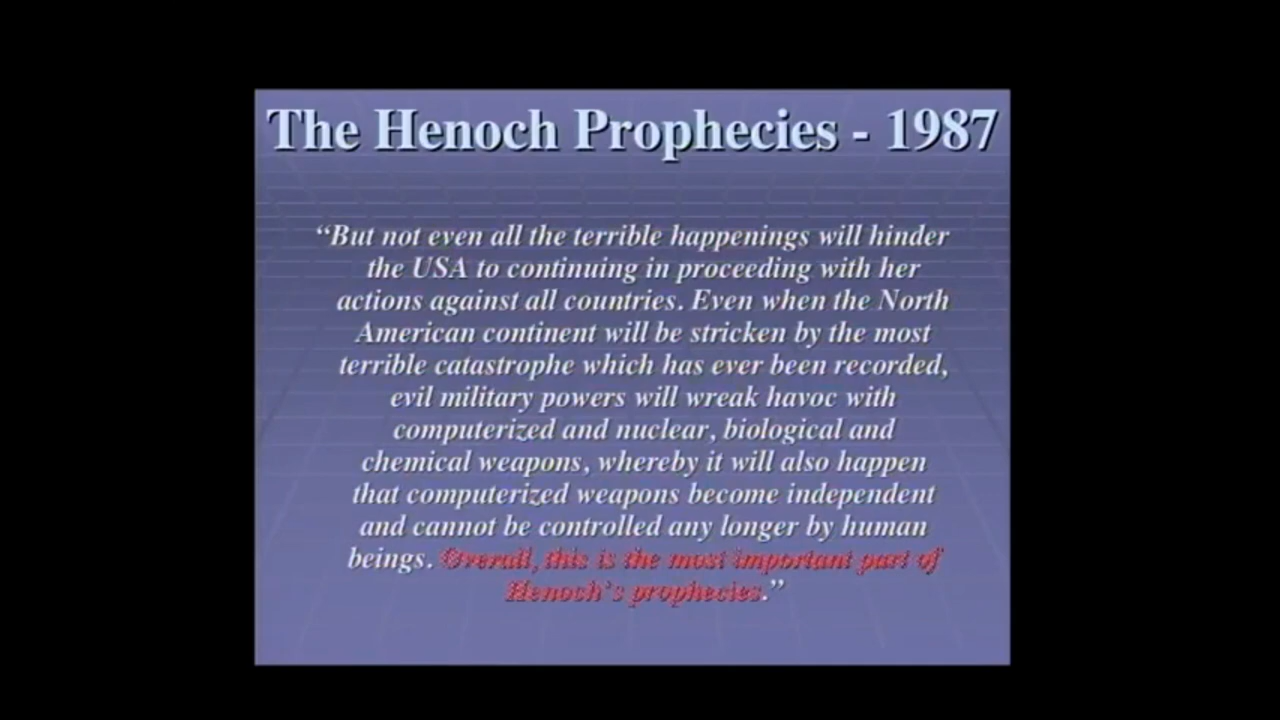 The Henoch Prophecies - 1987
“But not even all the terrible happenings will hinder
the USA to continuing in proceeding with her
actions against all countries. Even when the North
American continent will be stricken by the most
terrible catastrophe which has ever been recorded,
evil military powers will wreak havoc with
computerized and nuclear, biological and
chemical weapons, whereby it will also happen
that computerized weapons become independent
and cannot be controlled any longer by human
beings. Overall, this is the most important part of
Henoch's prophecies.”